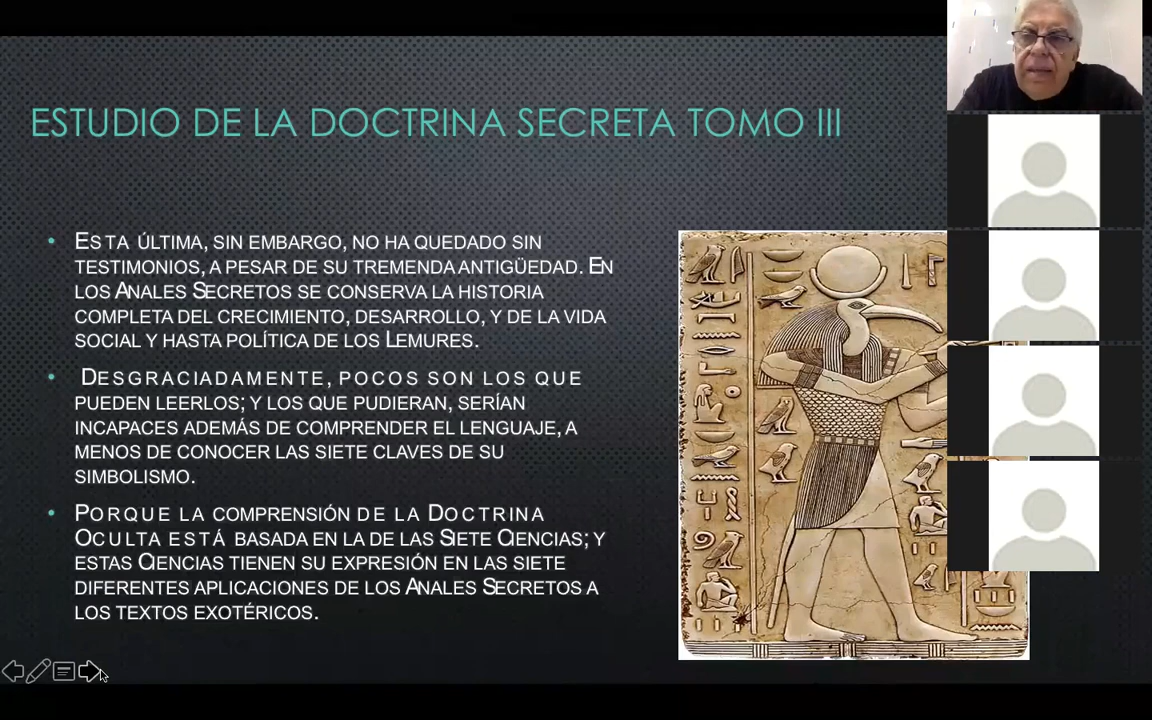 ESTUDIO DE LA DOCTRINA SECRETA TOMO III
• ESTA ÚLTIMA, SIN EMBARGO, NO HA QUEDADO SIN
TESTIMONIOS, A PESAR DE SU TREMENDA ANTIGÜEDAD. EN
LOS ANALES SECRETOS SE CONSERVA LA HISTORIA
COMPLETA DEL CRECIMIENTO, DESARROLLO, Y DE LA VIDA
SOCIAL Y HASTA POLÍTICA DE LOS LEMURES.
• DESGRACIADAMENTE, POCOS SON LOS QUE
PUEDEN LEERLOS; Y LOS QUE PUDIERAN, SERÍAN
INCAPACES ADEMÁS DE COMPRENDER EL LENGUAJE, A
MENOS DE CONOCER LAS SIETE CLAVES DE SU
SIMBOLISMO.
• PORQUE LA COMPRENSIÓN DE LA DOCTRINA
OCULTA ESTÁ BASADA EN LA DE LAS SIETE CIENCIAS; Y
ESTAS CIENCIAS TIENEN SU EXPRESIÓN EN LAS SIETE
DIFERENTES APLICACIONES DE LOS ANALES SECRETOS A
LOS TEXTOS EXOTÉRICOS.